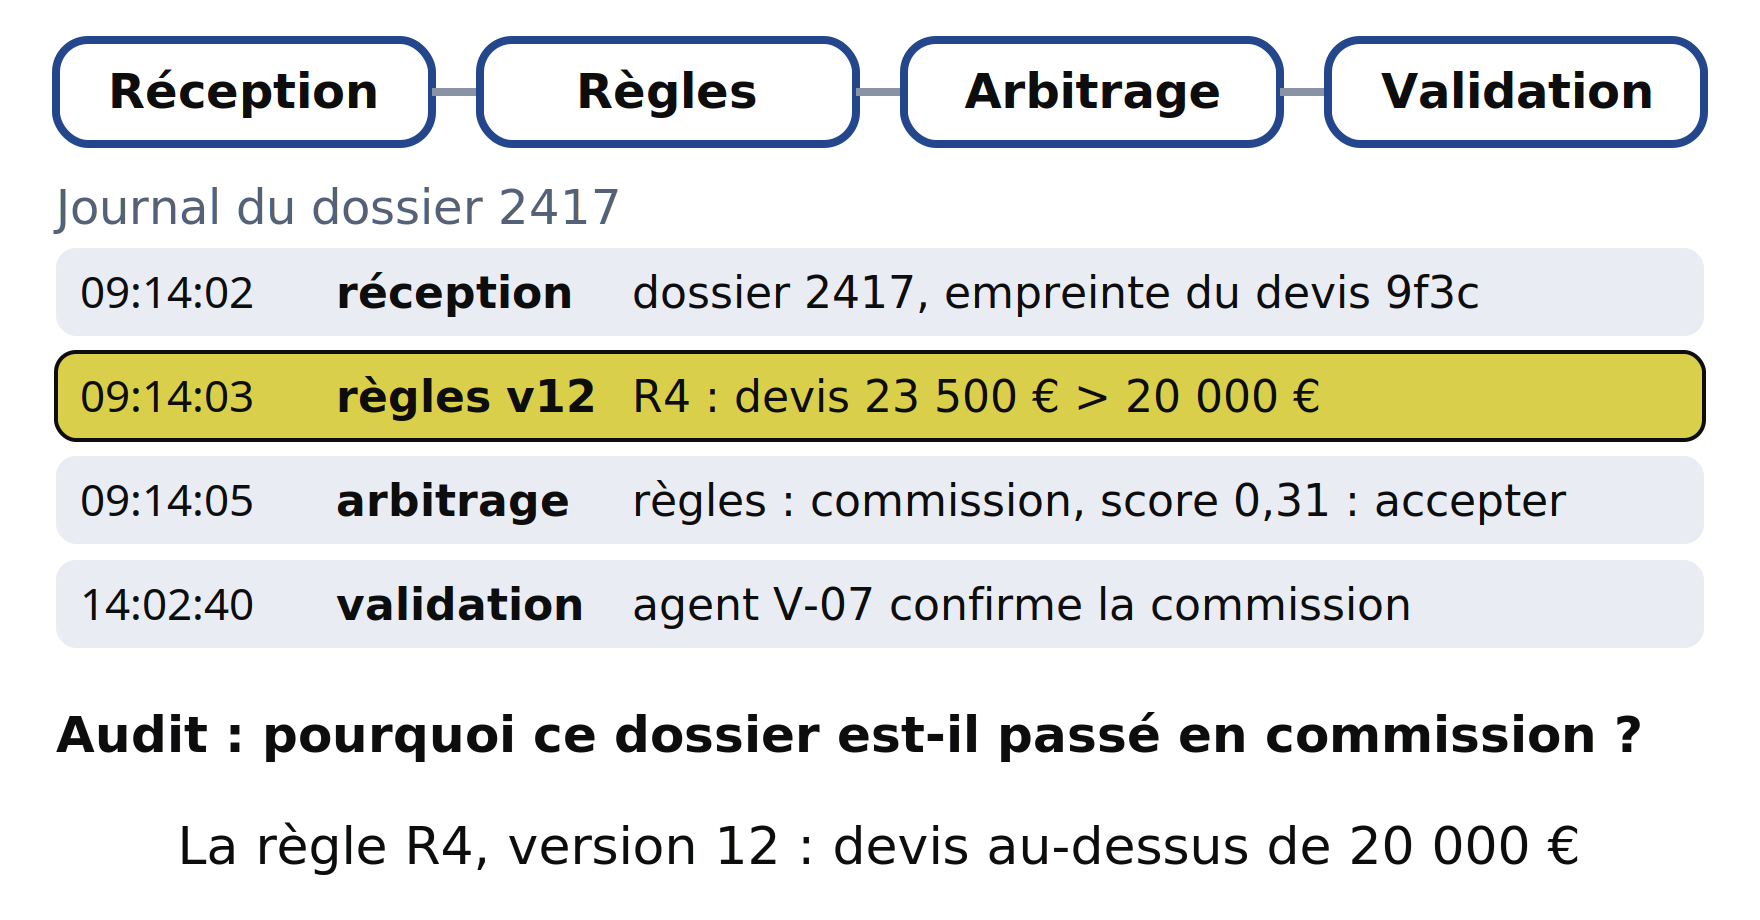 Réception Règles Arbitrage Validation
Journal du dossier 2417
09:14:02 réception dossier 2417, empreinte du devis 9f3c
09:14:03 règles v12 R4 : devis 23 500 € > 20 000 €
09:14:05 arbitrage règles : commission, score 0,31 : accepter
14:02:40 validation agent V-07 confirme la commission
Audit : pourquoi ce dossier est-il passé en commission ?
La règle R4, version 12 : devis au-dessus de 20 000 €